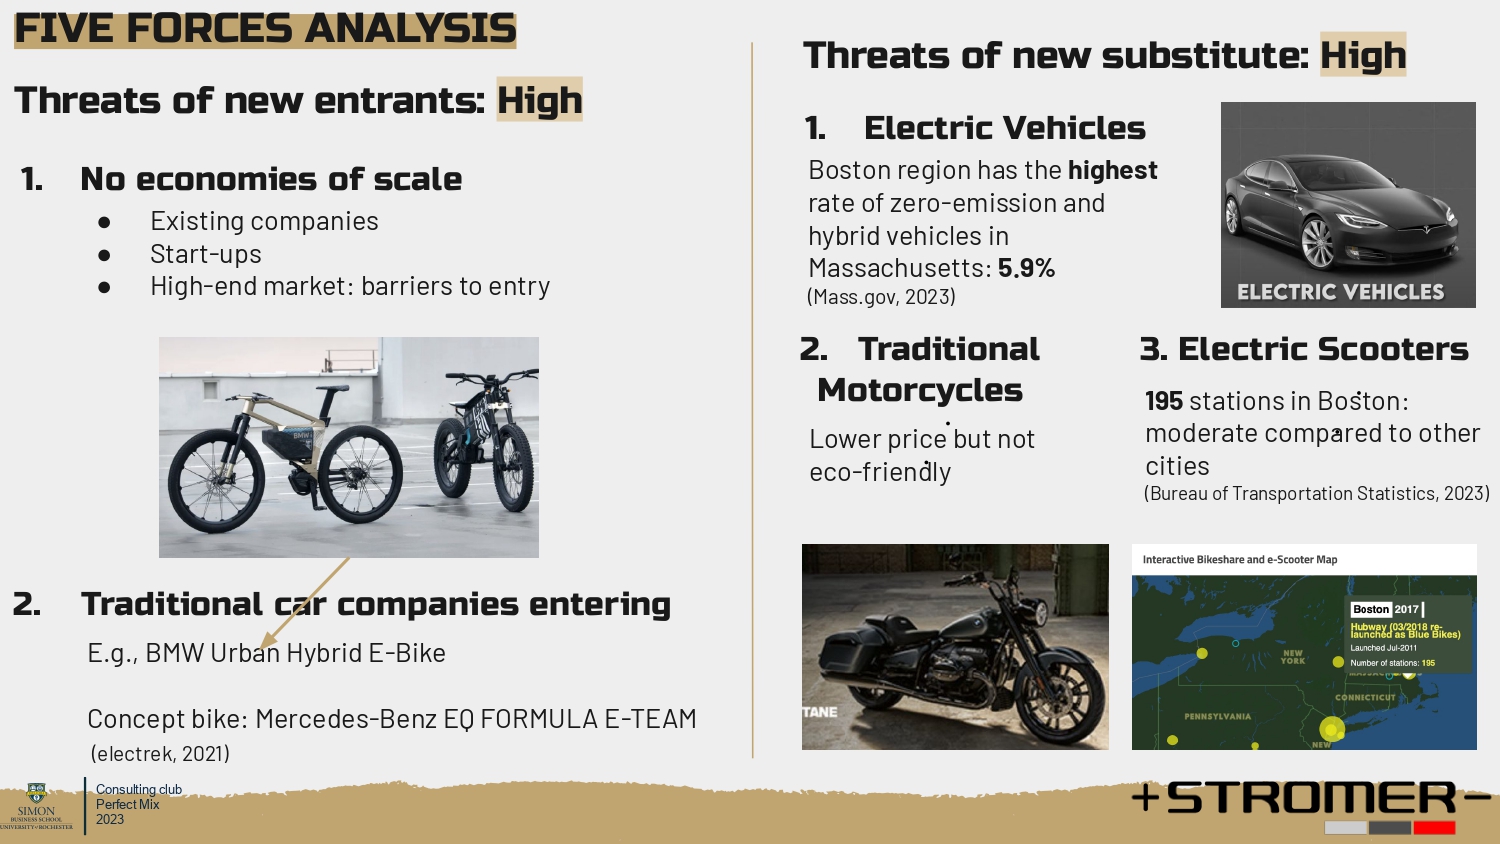 FIVE FORCES ANALYSIS
Threats of new entrants: High
1. No economies of scale
● Existing companies
● Start-ups
● High-end market: barriers to entry
BMW i
2. Traditional car companies entering
E.g., BMW Urban Hybrid E-Bike
Concept bike: Mercedes-Benz EQ FORMULA E-TEAM
(electrek, 2021)
Threats of new substitute: High
1. Electric Vehicles
Boston region has the highest
rate of zero-emission and
hybrid vehicles in
Massachusetts: 5.9%
(Mass.gov, 2023)
ELECTRIC VEHICLES
2. Traditional
Motorcycles
Lower price but not
eco-friendly
TANE
3. Electric Scooters
195 stations in Boston:
moderate compared to other
cities
(Bureau of Transportation Statistics, 2023)
Interactive Bikeshare and e-Scooter Map
Boston 2017
Hubway (03/2018 re-
launched as Blue Bikes)
Launched Jul-2011
Number of stations: 195
NEW
YORK
CONNECTICUT
PENNSYLVANIA
NEW
SIMON
BUSINESS SCHOOL
UNIVERSITY of ROCHESTER
Consulting club
Perfect Mix
2023
STROMER